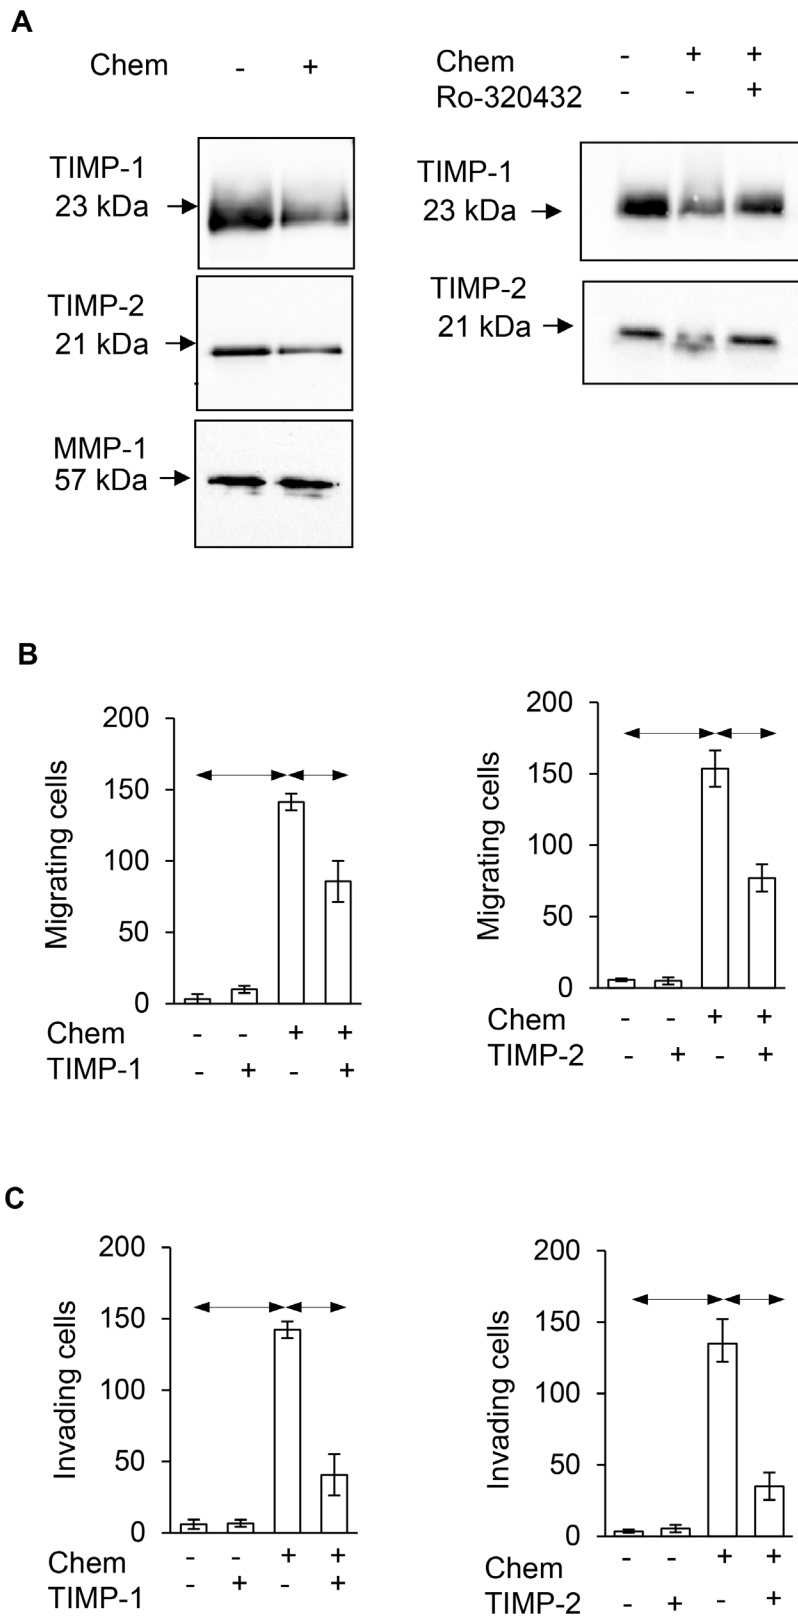 A
Chem - +
TIMP-1
23 kDa
TIMP-2
21 kDa
MMP-1
57 kDa
Chem - + +
Ro-320432 - - +
TIMP-1
23 kDa
TIMP-2
21 kDa
B
200
150
100
50
0
Migrating cells
Chem - - + +
TIMP-1 - + - +
200
150
100
50
0
Migrating cells
Chem - - + +
TIMP-2 - + - +
C
200
150
100
50
0
Invading cells
Chem - - + +
TIMP-1 - + - +
200
150
100
50
0
Invading cells
Chem - - + +
TIMP-2 - + - +